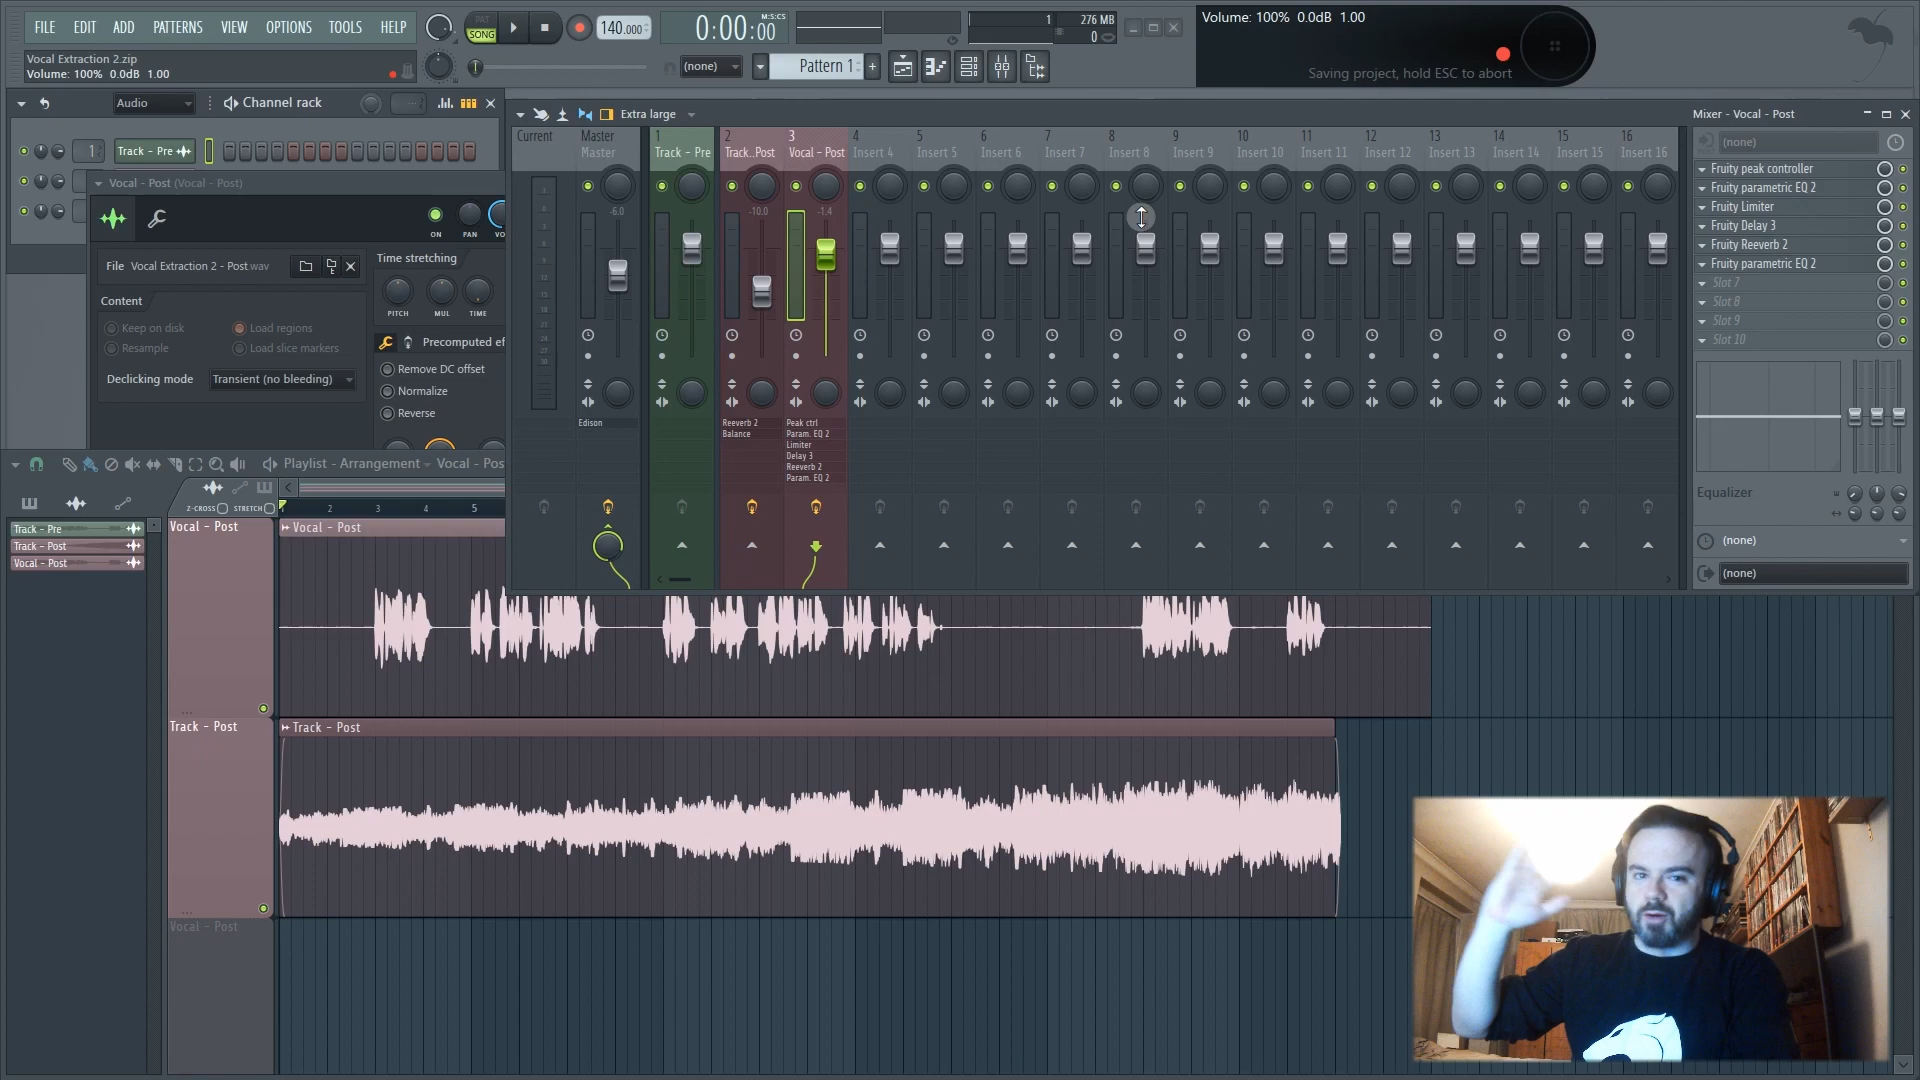 FILE EDIT ADD PATTERNS VIEW OPTIONS TOOLS HELP
PAT
SONG
140.000
0:00:00
M:S:CS
1
276 MB
0
Volume: 100% 0.0dB 1.00
Saving project, hold ESC to abort
Vocal Extraction 2.zip
Volume: 100% 0.0dB 1.00
(none)
Pattern 1
+
Audio
Channel rack
1
Track - Pre
Vocal - Post (Vocal - Post)
ON PAN VO
File Vocal Extraction 2 - Post.wav
Content
Keep on disk
Load regions
Resample
Load slice markers
Declicking mode
Transient (no bleeding)
Time stretching
PITCH MUL TIME
Precomputed ef
Remove DC offset
Normalize
Reverse
Extra large
Current Master 1 2 3 4 5 6 7 8 9 10 11 12 13 14 15 16
Master Track - Pre Track..Post Vocal - Post Insert 4 Insert 5 Insert 6 Insert 7 Insert 8 Insert 9 Insert 10 Insert 11 Insert 12 Insert 13 Insert 14 Insert 15 Insert 16
-6.0 -10.0 -1.4
Edison
Reeverb 2
Balance
Peak ctrl
Param. EQ 2
Limiter
Delay 3
Reeverb 2
Param. EQ 2
Mixer - Vocal - Post
(none)
Fruity peak controller
Fruity parametric EQ 2
Fruity Limiter
Fruity Delay 3
Fruity Reeverb 2
Fruity parametric EQ 2
Slot 7
Slot 8
Slot 9
Slot 10
Equalizer
(none)
(none)
Playlist - Arrangement Vocal - Pos
Z-CROSS STRETCH
2 3 4 5
Track - Pre
Track - Post
Vocal - Post
Vocal - Post
Vocal - Post
Track - Post
Track - Post
Vocal - Post